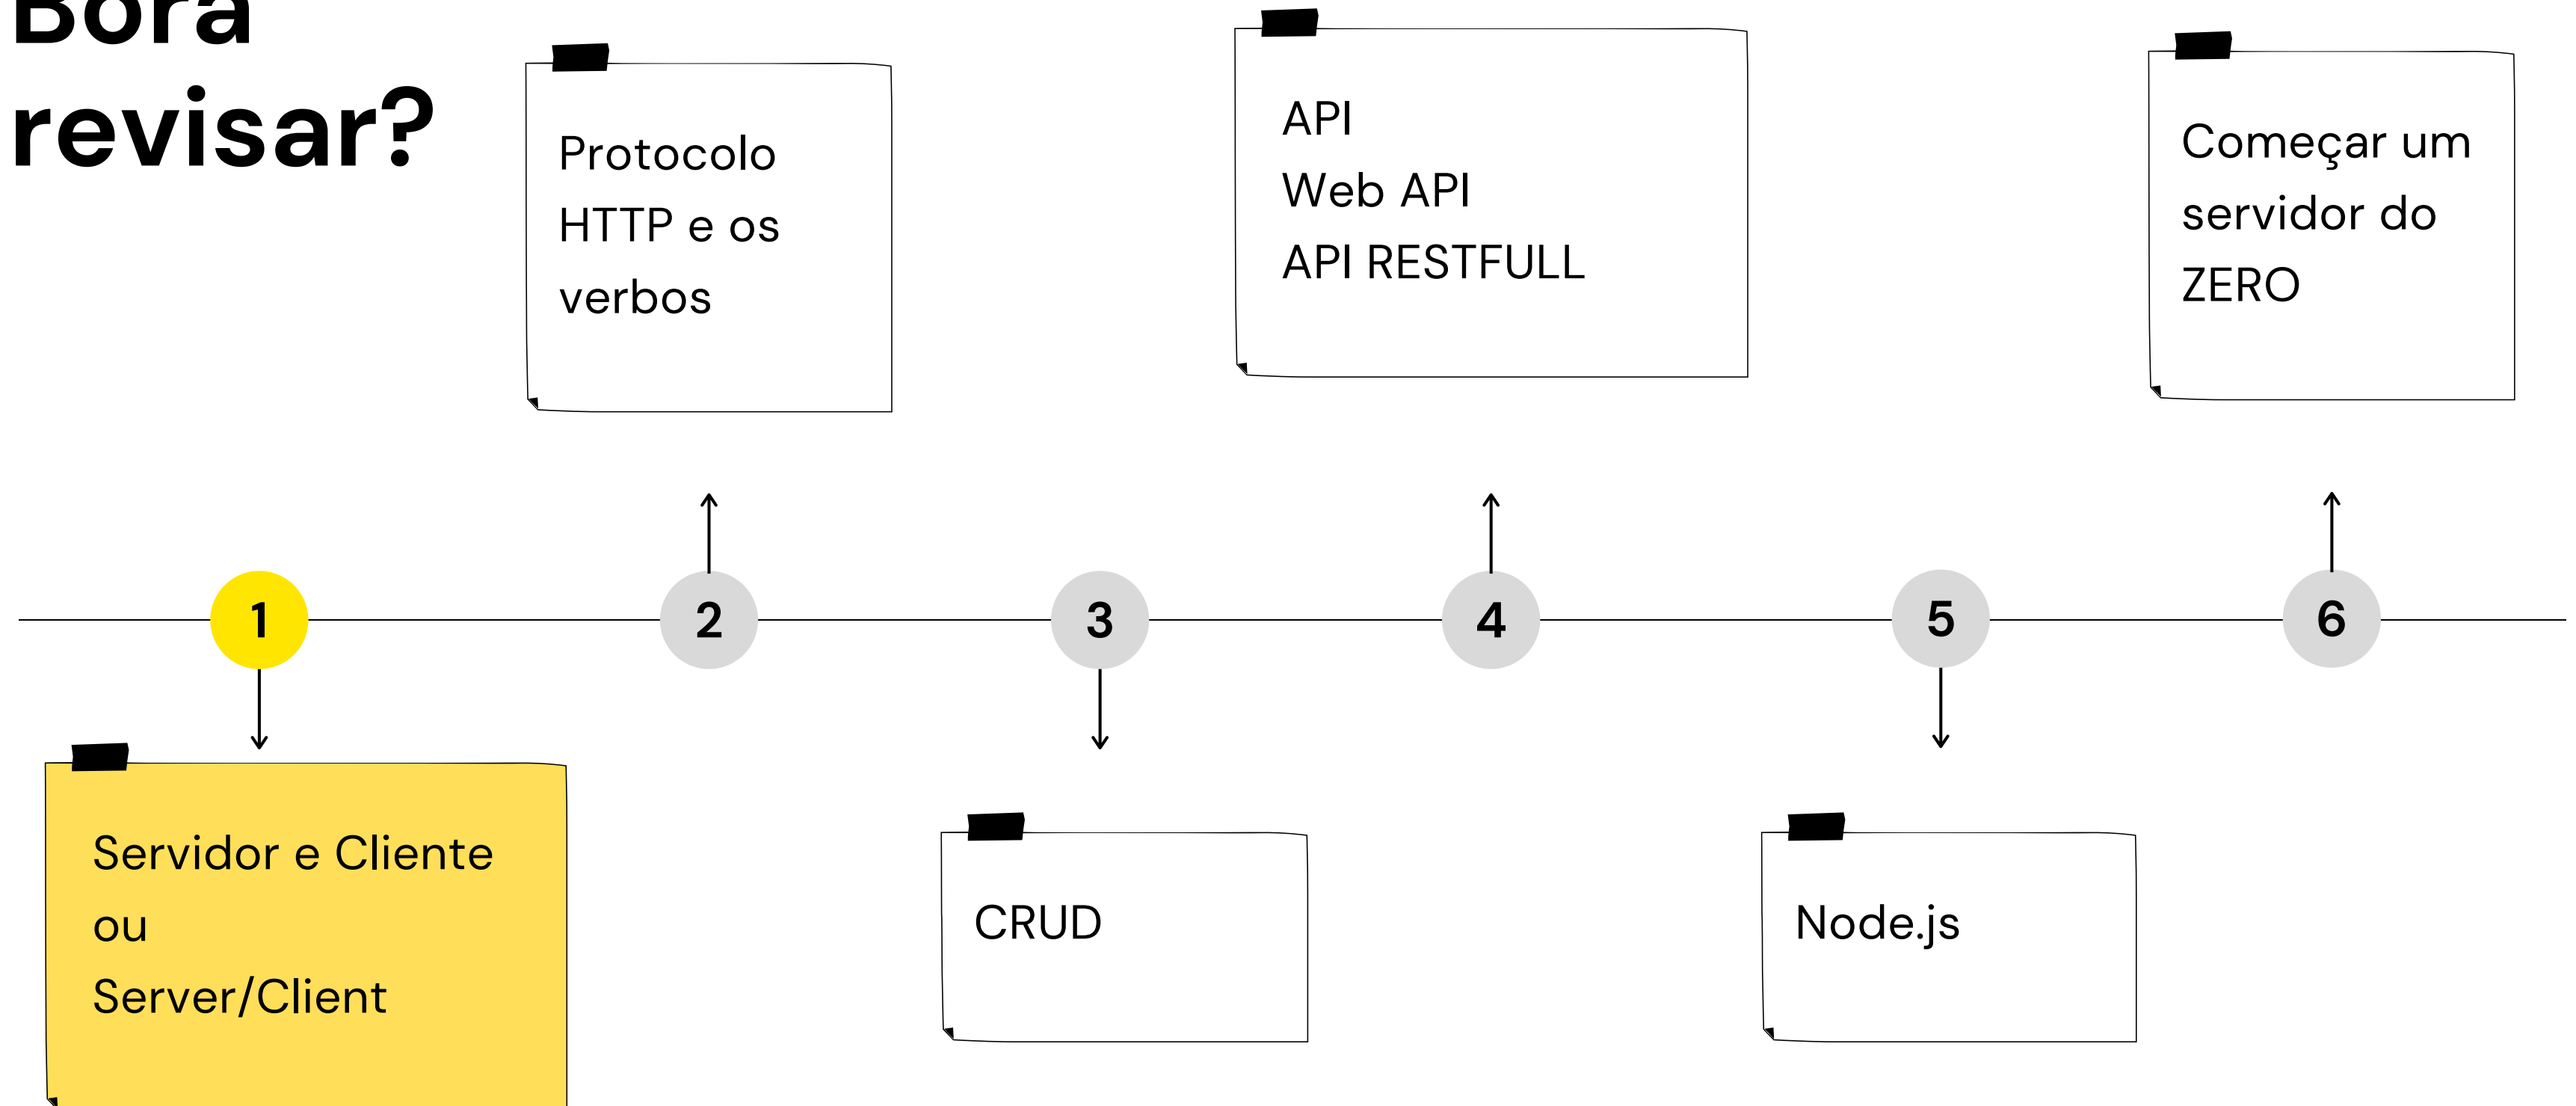 Bora
revisar?
Protocolo
HTTP e os
verbos
API
Web API
API RESTFULL
Começar um
servidor do
ZERO
1
2
3
4
5
6
Servidor e Cliente
ou
Server/Client
CRUD
Node.js